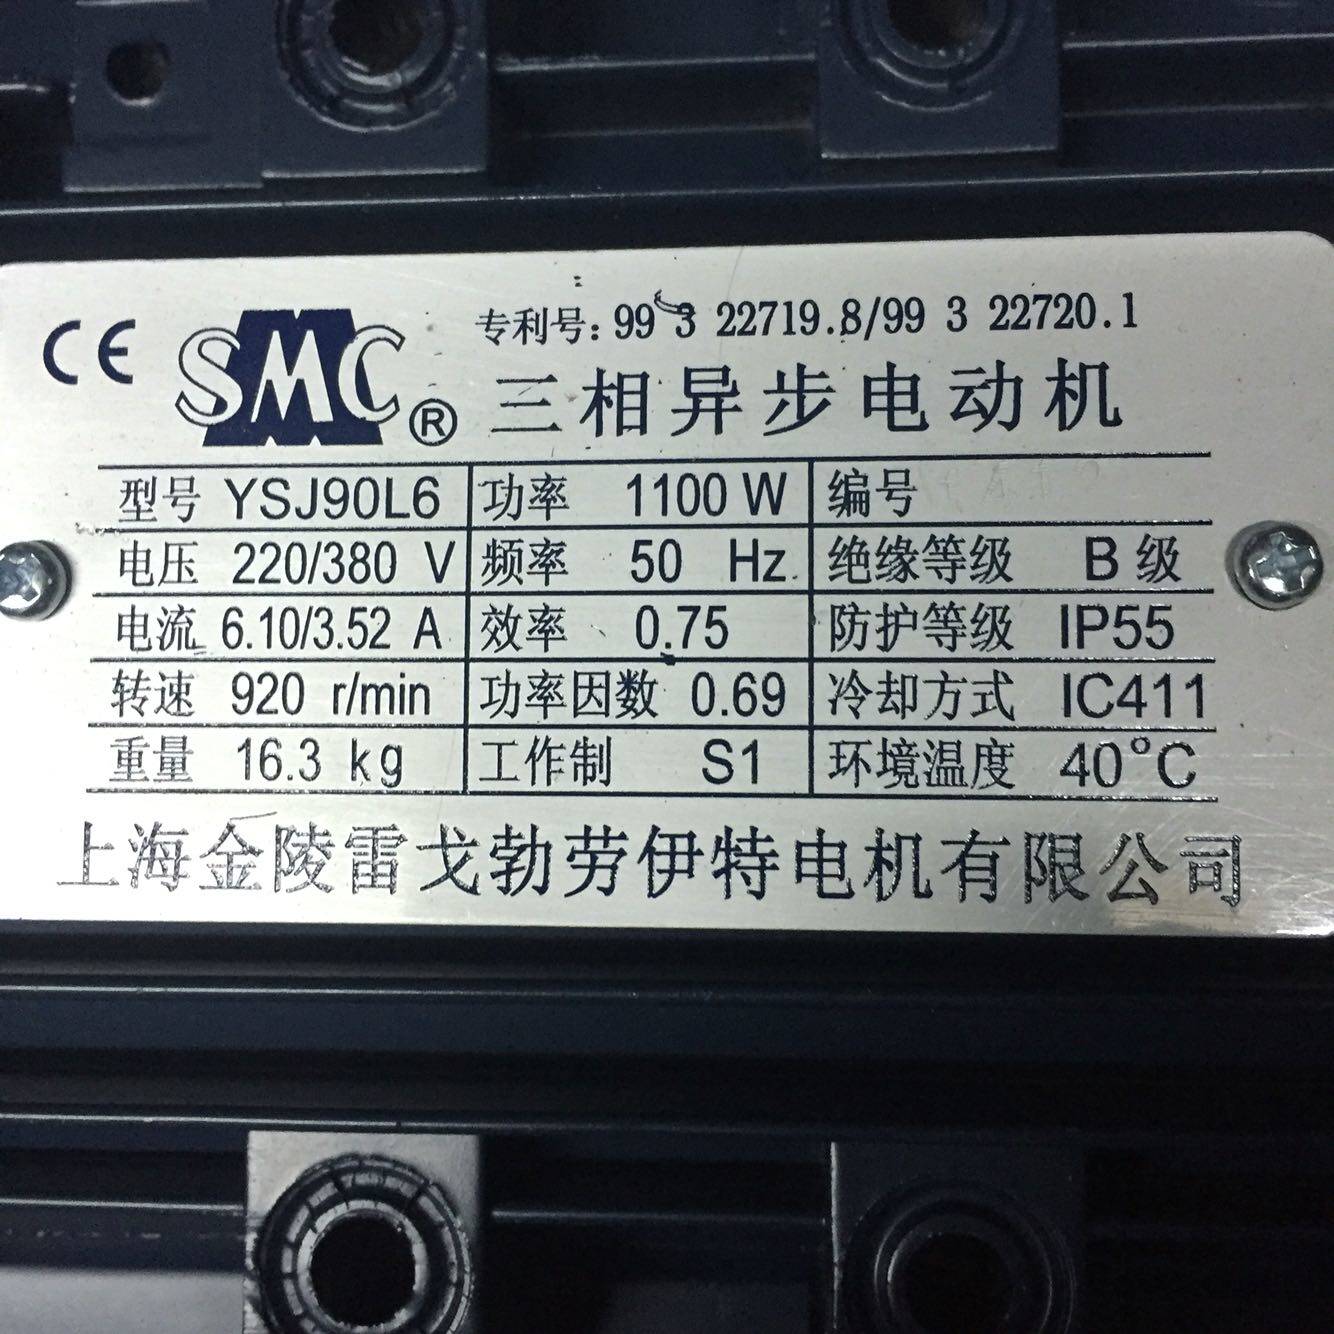 CE SMC ® 专利号:99 3 22719.8/99 3 22720.1
三相异步电动机
型号 YSJ90L6 功率 1100 W 编号
电压 220/380 V 频率 50 Hz 绝缘等级 B 级
电流 6.10/3.52 A 效率 0.75 防护等级 IP55
转速 920 r/min 功率因数 0.69 冷却方式 IC411
重量 16.3 kg 工作制 S1 环境温度 40°C
上海金陵雷戈勃劳伊特电机有限公司